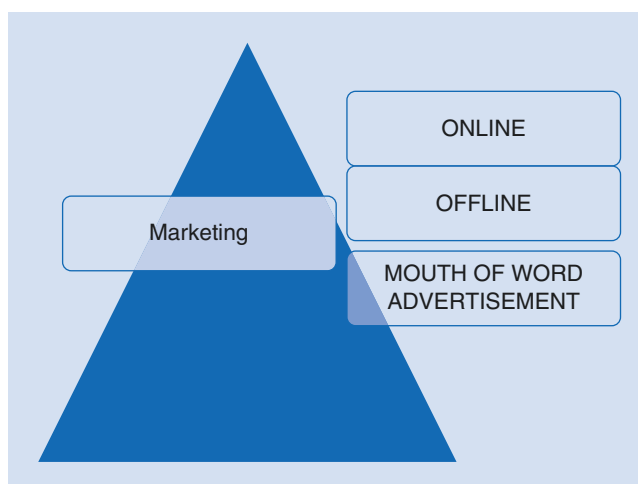 ONLINE
OFFLINE
Marketing
MOUTH OF WORD
ADVERTISEMENT